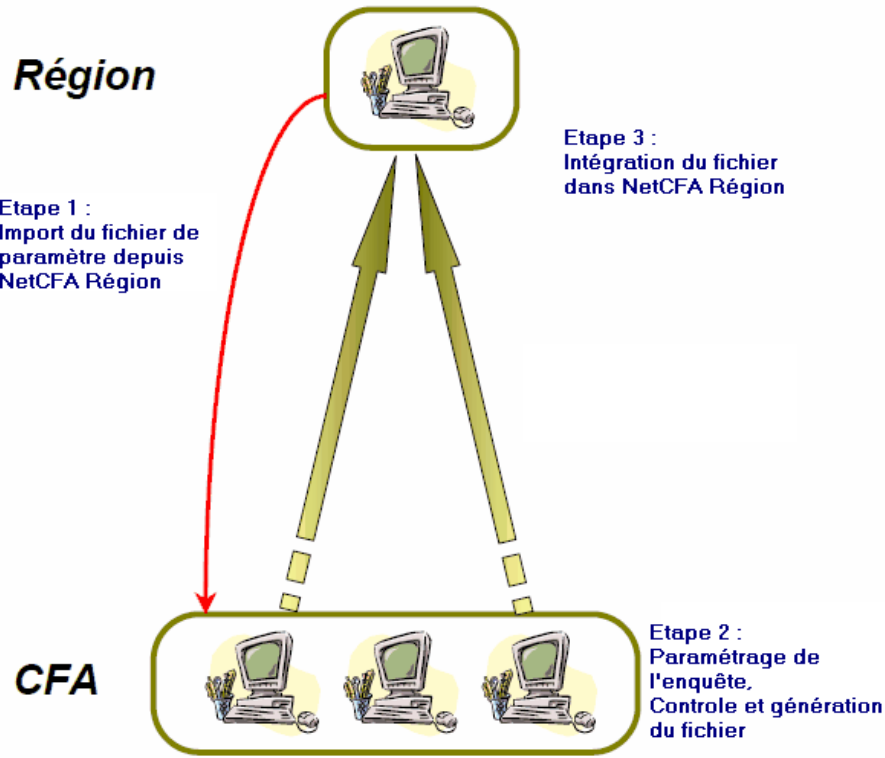 Région
Etape 3 :
Intégration du fichier
dans NetCFA Région
Etape 1 :
Import du fichier de
paramètre depuis
NetCFA Région
CFA
Etape 2 :
Paramétrage de
l'enquête,
Controle et génération
du fichier